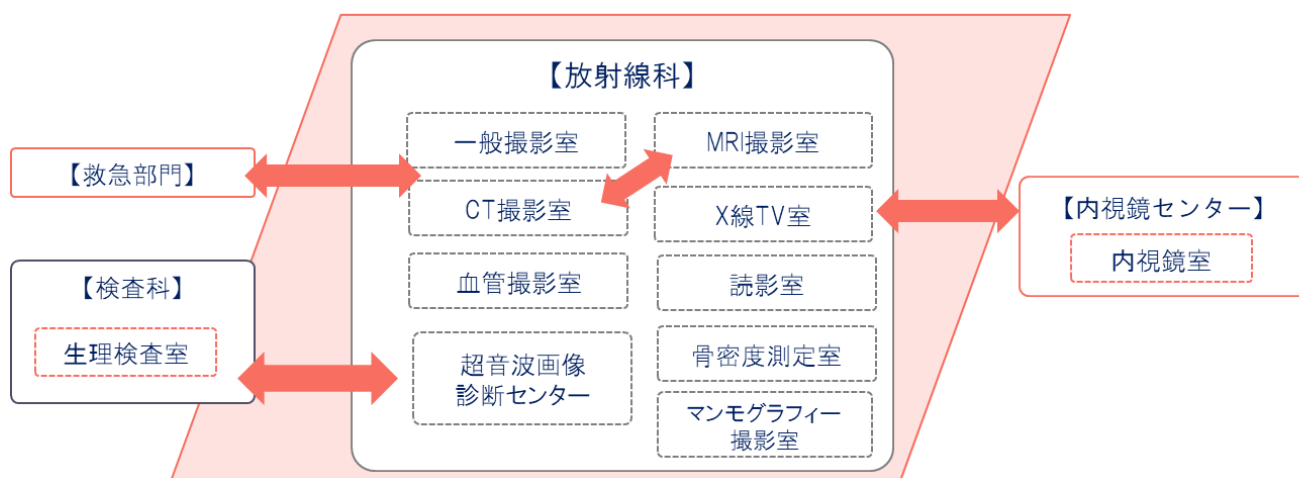 【放射線科】
一般撮影室
MRI撮影室
【救急部門】
CT撮影室
X線TV室
【内視鏡センター】
内視鏡室
【検査科】
生理検査室
血管撮影室
読影室
超音波画像
診断センター
骨密度測定室
マンモグラフィー
撮影室